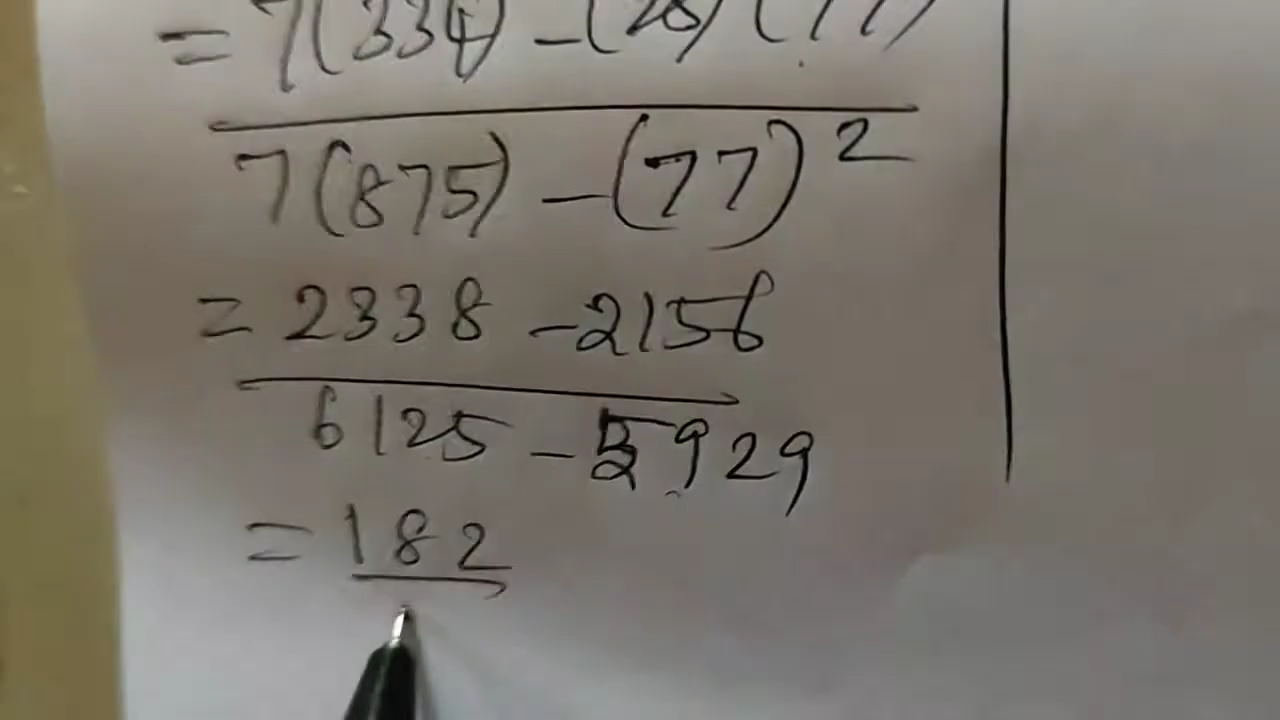 = 7(334) - (28) (77)
7(875) - (77)2
= 2338 - 2156
6125 - 5929
= 182